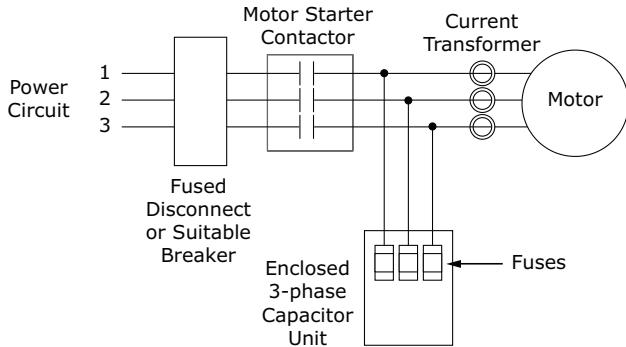 Motor Starter
Contactor
Current
Transformer
Power
Circuit
1
2
3
Motor
Fused
Disconnect
or Suitable
Breaker
Enclosed
3-phase
Capacitor
Unit
Fuses